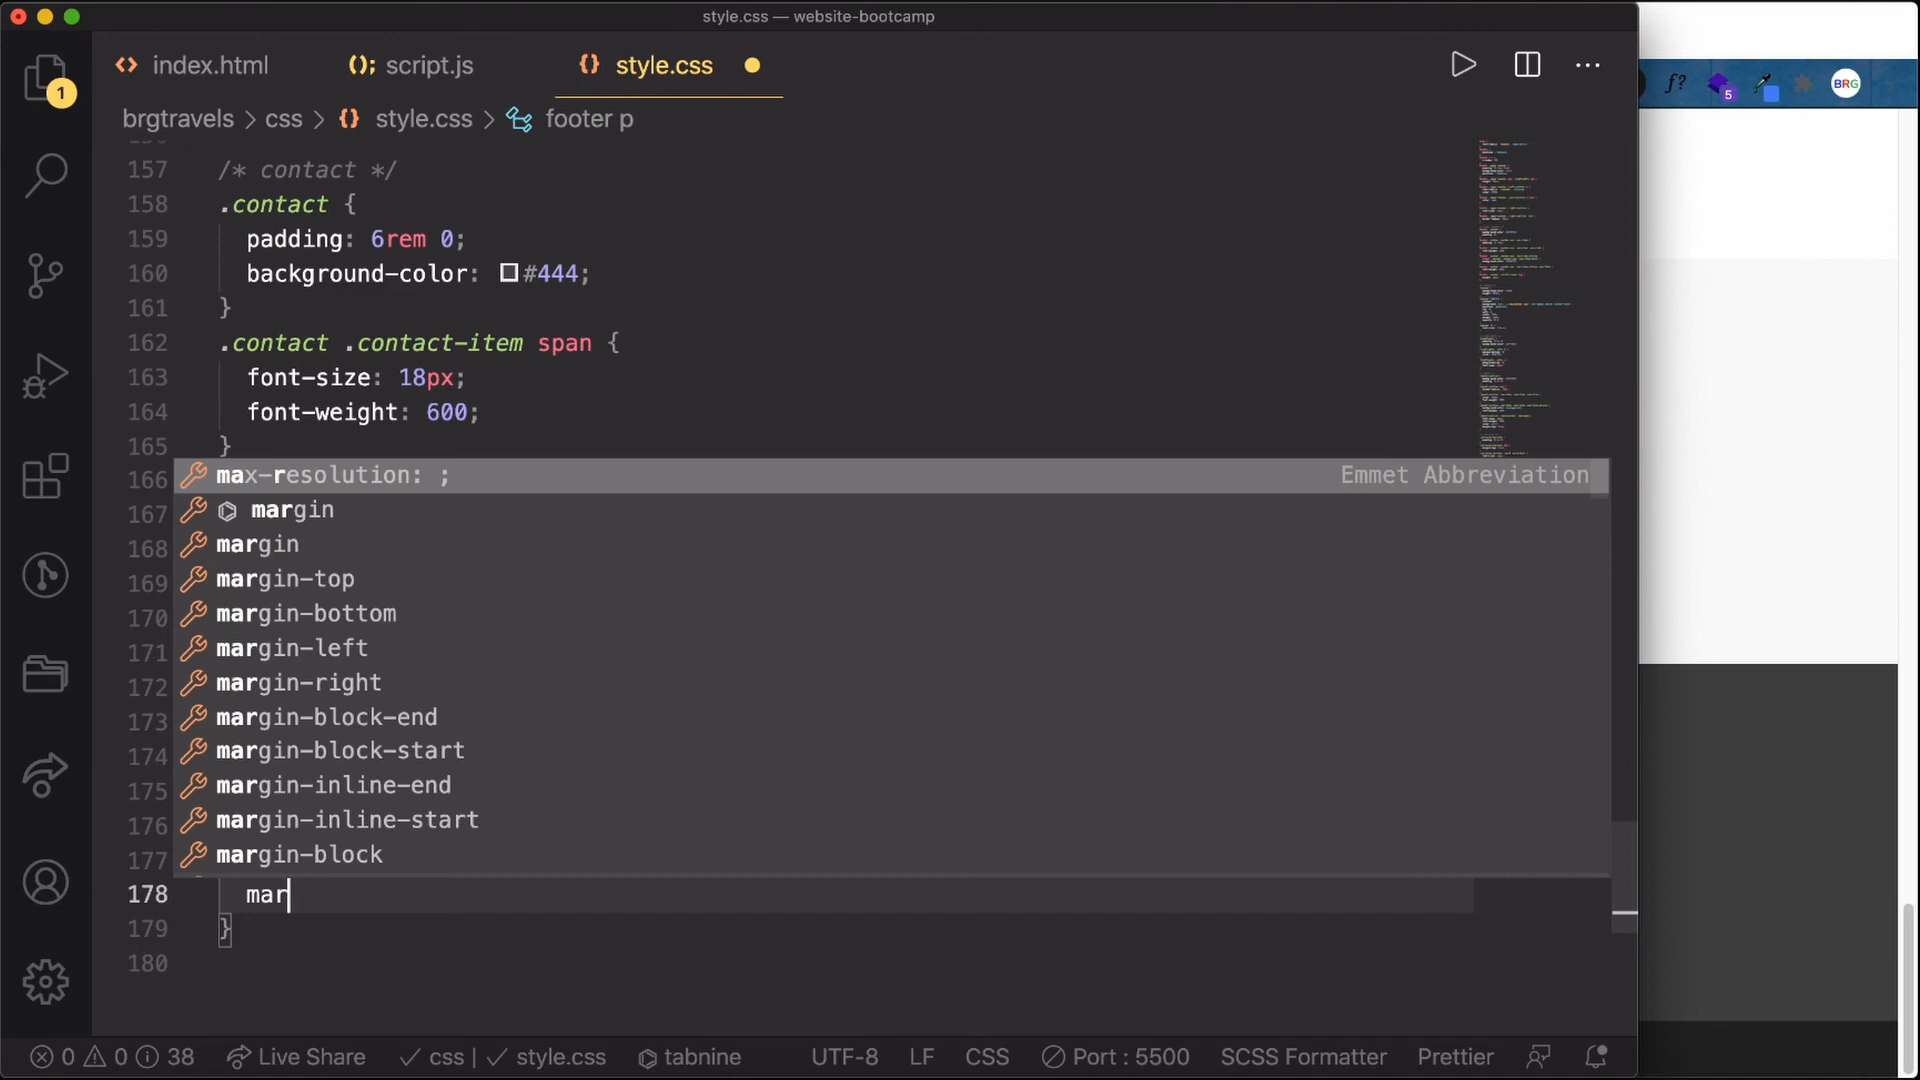 style.css — website-bootcamp
index.html
script.js
style.css
brgtravels > css > style.css > footer p
f?
5
BRG
1
157 /* contact */
158 .contact {
159 padding: 6rem 0;
160 background-color: #444;
161 }
162 .contact .contact-item span {
163 font-size: 18px;
164 font-weight: 600;
165 }
166 max-resolution: ; Emmet Abbreviation
167 margin
168 margin
169 margin-top
170 margin-bottom
171 margin-left
172 margin-right
173 margin-block-end
174 margin-block-start
175 margin-inline-end
176 margin-inline-start
177 margin-block
178 mar
179 }
180
0 0 38 Live Share css | style.css tabnine UTF-8 LF CSS Port : 5500 SCSS Formatter Prettier